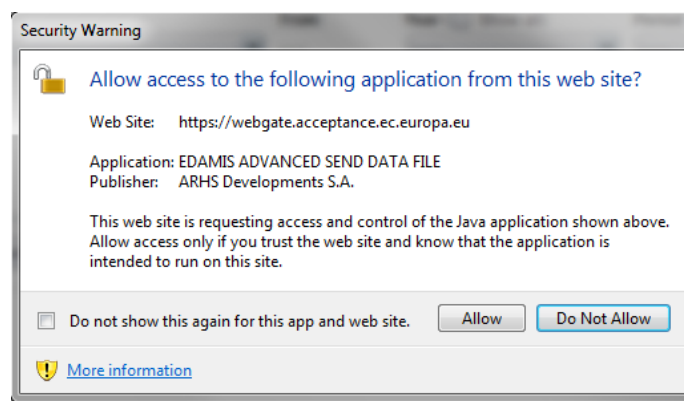 Security Warning
Allow access to the following application from this web site?
Web Site: https://webgate.acceptance.ec.europa.eu
Application: EDAMIS ADVANCED SEND DATA FILE
Publisher: ARHS Developments S.A.
This web site is requesting access and control of the Java application shown above.
Allow access only if you trust the web site and know that the application is
intended to run on this site.
Do not show this again for this app and web site. Allow Do Not Allow
More information